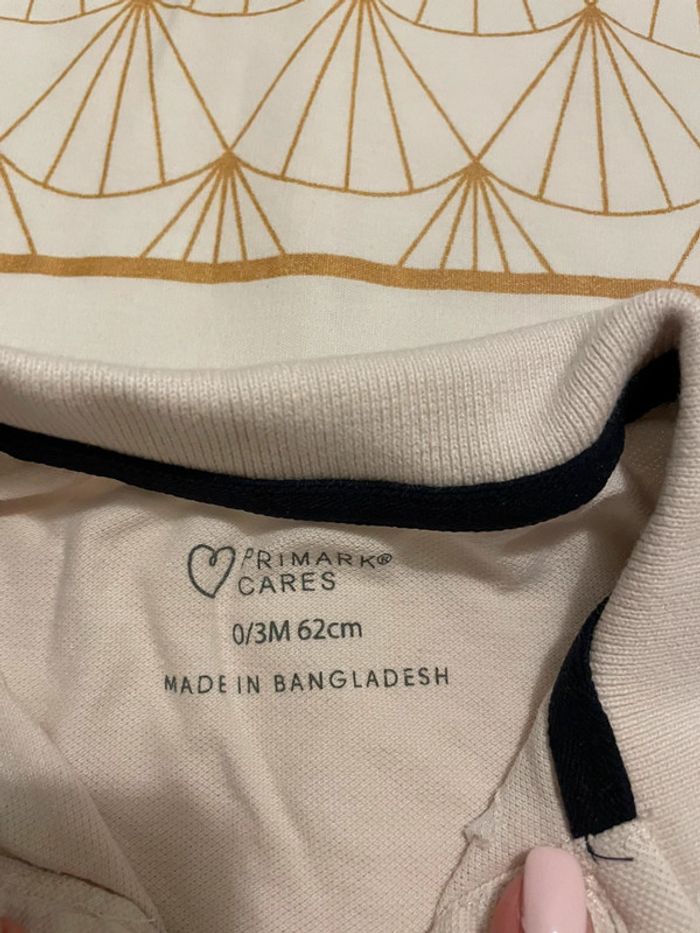 PRIMARK®
CARES
0/3M 62cm
MADE IN BANGLADESH